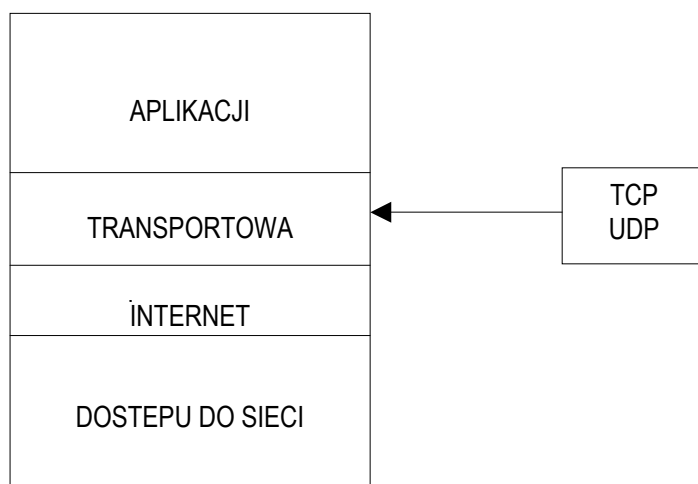 APLIKACJI
TRANSPORTOWA
TCP
UDP
INTERNET
DOSTEPU DO SIECI